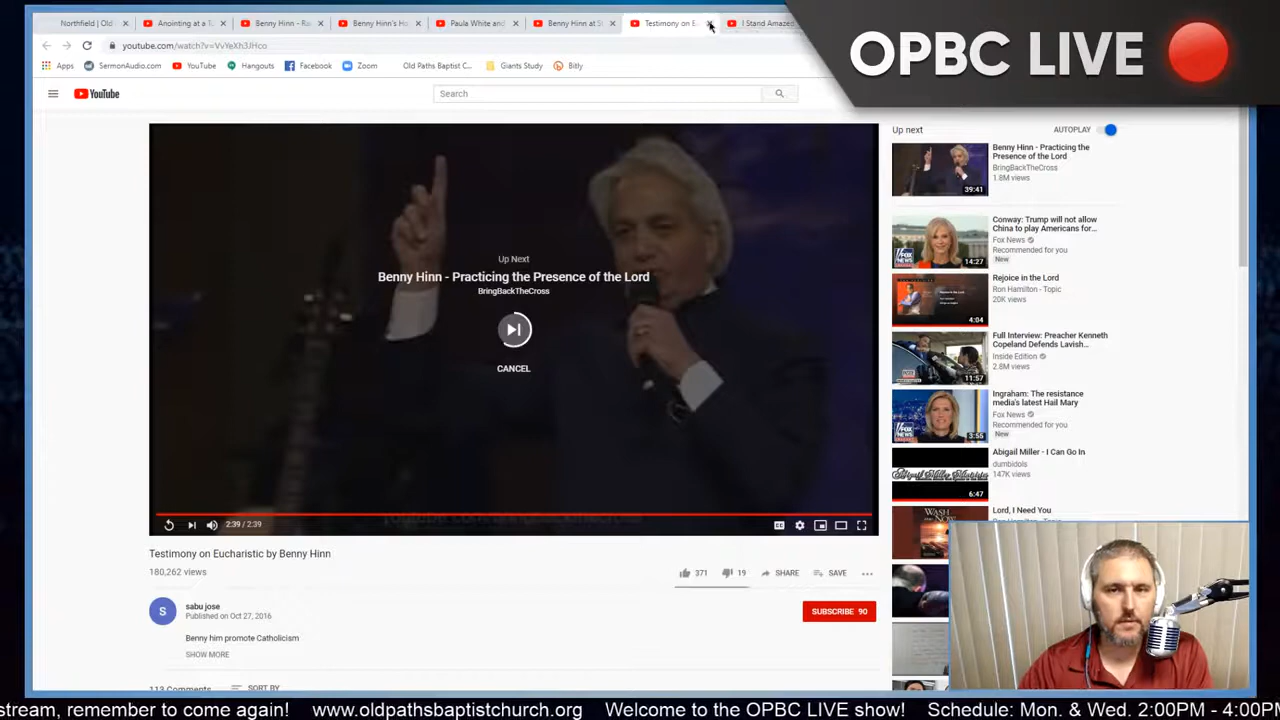 OPBC LIVE
Northfield | Old
Anointing at a
Benny Hinn - Ra
Benny Hinn's Ha
Paula White and
Benny Hinn at S
Testimony on E
I Stand Amazed
youtube.com/watch?v=VvYeXh3JHco
Apps
SermonAudio.com
YouTube
Hangouts
Facebook
Zoom
Old Paths Baptist C...
Giants Study
Bitly
YouTube
Search
Up next
AUTOPLAY
Up Next
Benny Hinn - Practicing the Presence of the Lord
BringBackTheCross
CANCEL
2:39 / 2:39
CC
Testimony on Eucharistic by Benny Hinn
180,262 views
371
19
SHARE
SAVE
S
sabu jose
Published on Oct 27, 2016
SUBSCRIBE 90
Benny him promote Catholicism
SHOW MORE
113 Comments
SORT BY
Benny Hinn - Practicing the
Presence of the Lord
BringBackTheCross
1.8M views
39:41
Conway: Trump will not allow
China to play Americans for...
Fox News
Recommended for you
New
14:27
Rejoice in the Lord
Ron Hamilton - Topic
20K views
4:04
Full Interview: Preacher Kenneth
Copeland Defends Lavish...
Inside Edition
2.8M views
11:57
Ingraham: The resistance
media's latest Hail Mary
Fox News
Recommended for you
New
3:55
Abigail Miller - I Can Go In
dumbidols
147K views
6:47
Lord, I Need You
stream, remember to come again! www.oldpathsbaptistchurch.org Welcome to the OPBC LIVE show! Schedule: Mon. & Wed. 2:00PM - 4:00PM